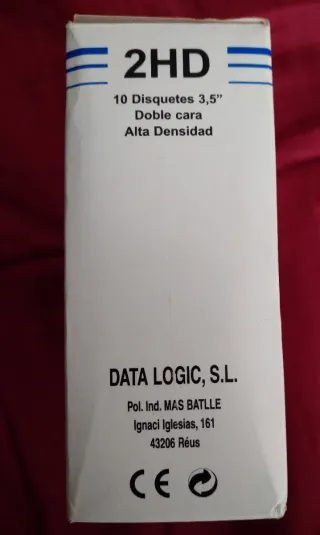 2HD
10 Disquetes 3,5"
Doble cara
Alta Densidad
DATA LOGIC, S.L.
Pol. Ind. MAS BATLLE
Ignaci Iglesias, 161
43206 Réus
CE